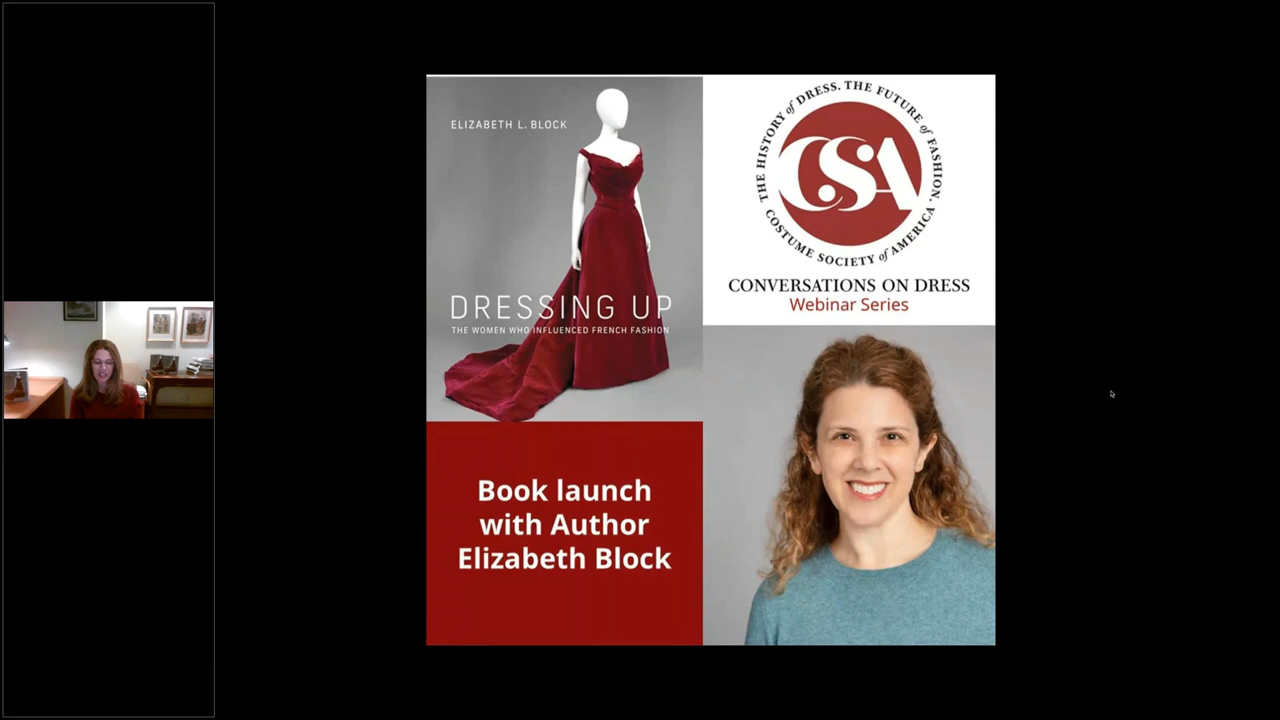 ELIZABETH L. BLOCK
DRESSING UP
THE WOMEN WHO INFLUENCED FRENCH FASHION
THE HISTORY of DRESS. THE FUTURE of FASHION.
CSA
COSTUME SOCIETY of AMERICA
CONVERSATIONS ON DRESS
Webinar Series
Book launch
with Author
Elizabeth Block